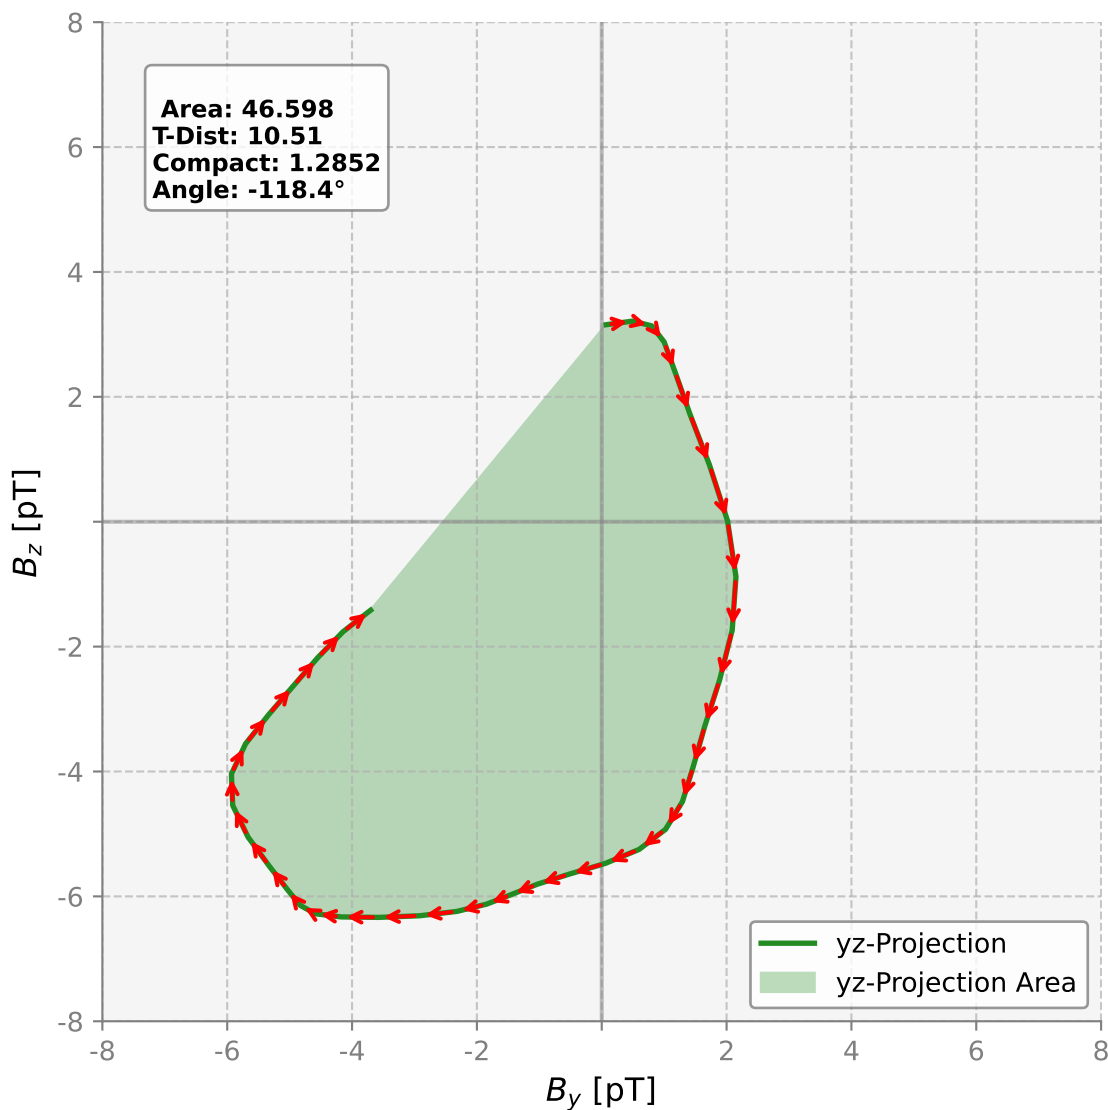 8
6
4
2
-2
-4
-6
-8
-8
-6
-4
-2
2
4
6
8
B_z [pT]
B_y [pT]
Area: 46.598
T-Dist: 10.51
Compact: 1.2852
Angle: -118.4°
yz-Projection
yz-Projection Area